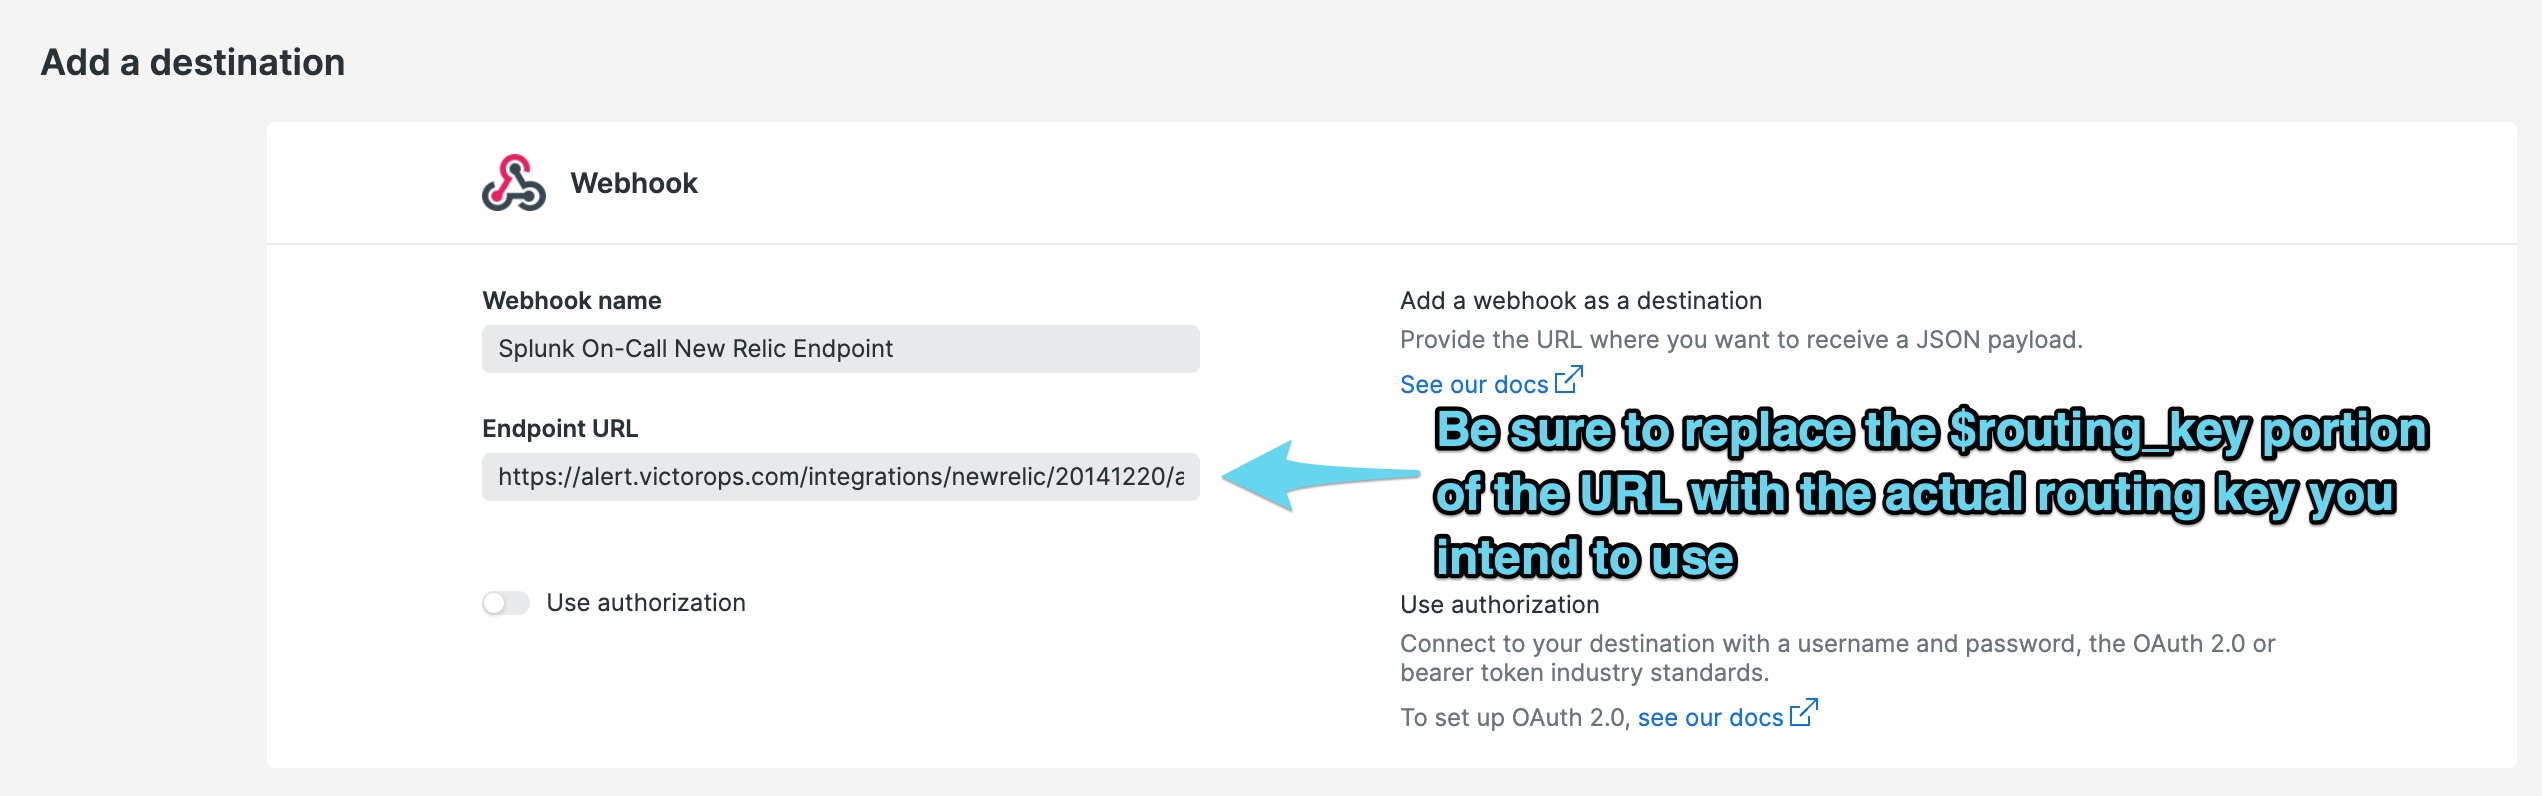 Add a destination
Webhook
Webhook name
Splunk On-Call New Relic Endpoint
Endpoint URL
https://alert.victorops.com/integrations/newrelic/20141220/a
Use authorization
Add a webhook as a destination
Provide the URL where you want to receive a JSON payload.
See our docs
Be sure to replace the $routing_key portion
of the URL with the actual routing key you
intend to use
Use authorization
Connect to your destination with a username and password, the OAuth 2.0 or
bearer token industry standards.
To set up OAuth 2.0, see our docs